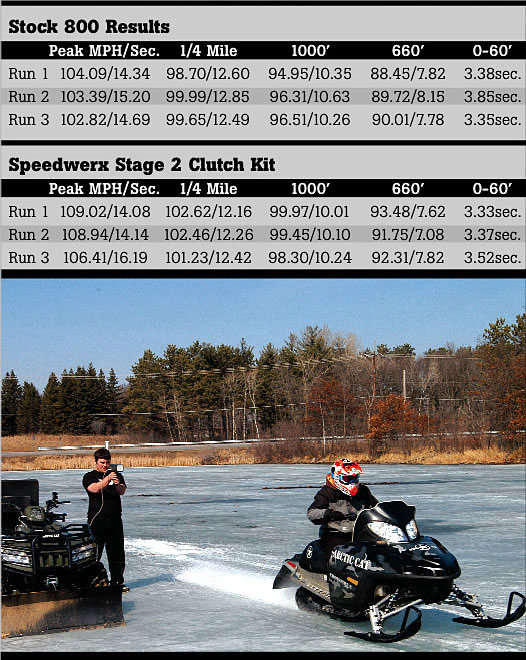 Stock 800 Results
Peak MPH/Sec. 1/4 Mile 1000' 660' 0-60'
Run 1 104.09/14.34 98.70/12.60 94.95/10.35 88.45/7.82 3.38sec.
Run 2 103.39/15.20 99.99/12.85 96.31/10.63 89.72/8.15 3.85sec.
Run 3 102.82/14.69 99.65/12.49 96.51/10.26 90.01/7.78 3.35sec.
Speedwerx Stage 2 Clutch Kit
Peak MPH/Sec. 1/4 Mile 1000' 660' 0-60'
Run 1 109.02/14.08 102.62/12.16 99.97/10.01 93.48/7.62 3.33sec.
Run 2 108.94/14.14 102.46/12.26 99.45/10.10 91.75/7.08 3.37sec.
Run 3 106.41/16.19 101.23/12.42 98.30/10.24 92.31/7.82 3.52sec.
ARCTIC CAT